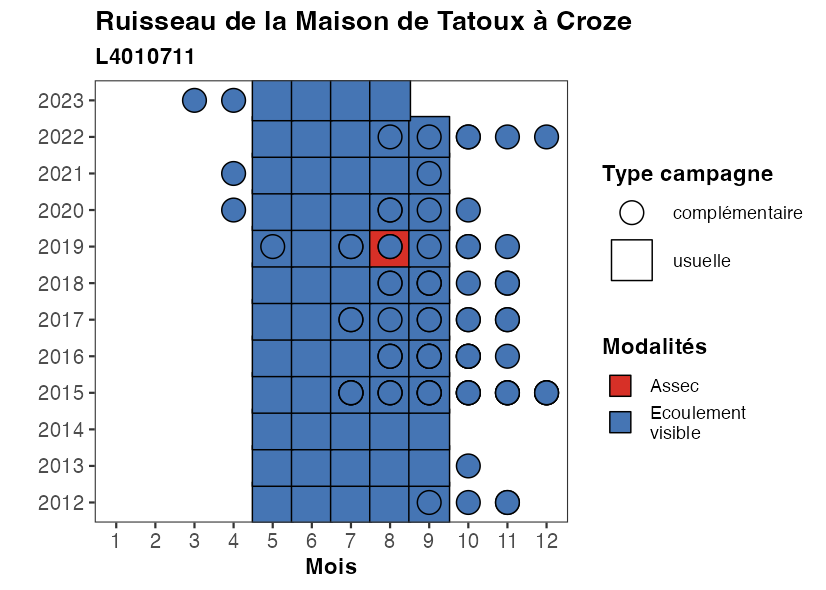 Ruisseau de la Maison de Tatoux à Croze
L4010711
2023
2022
2021
2020
2019
2018
2017
2016
2015
2014
2013
2012
1 2 3 4 5 6 7 8 9 10 11 12
Mois
Type campagne
complémentaire
usuelle
Modalités
Assec
Ecoulement
visible